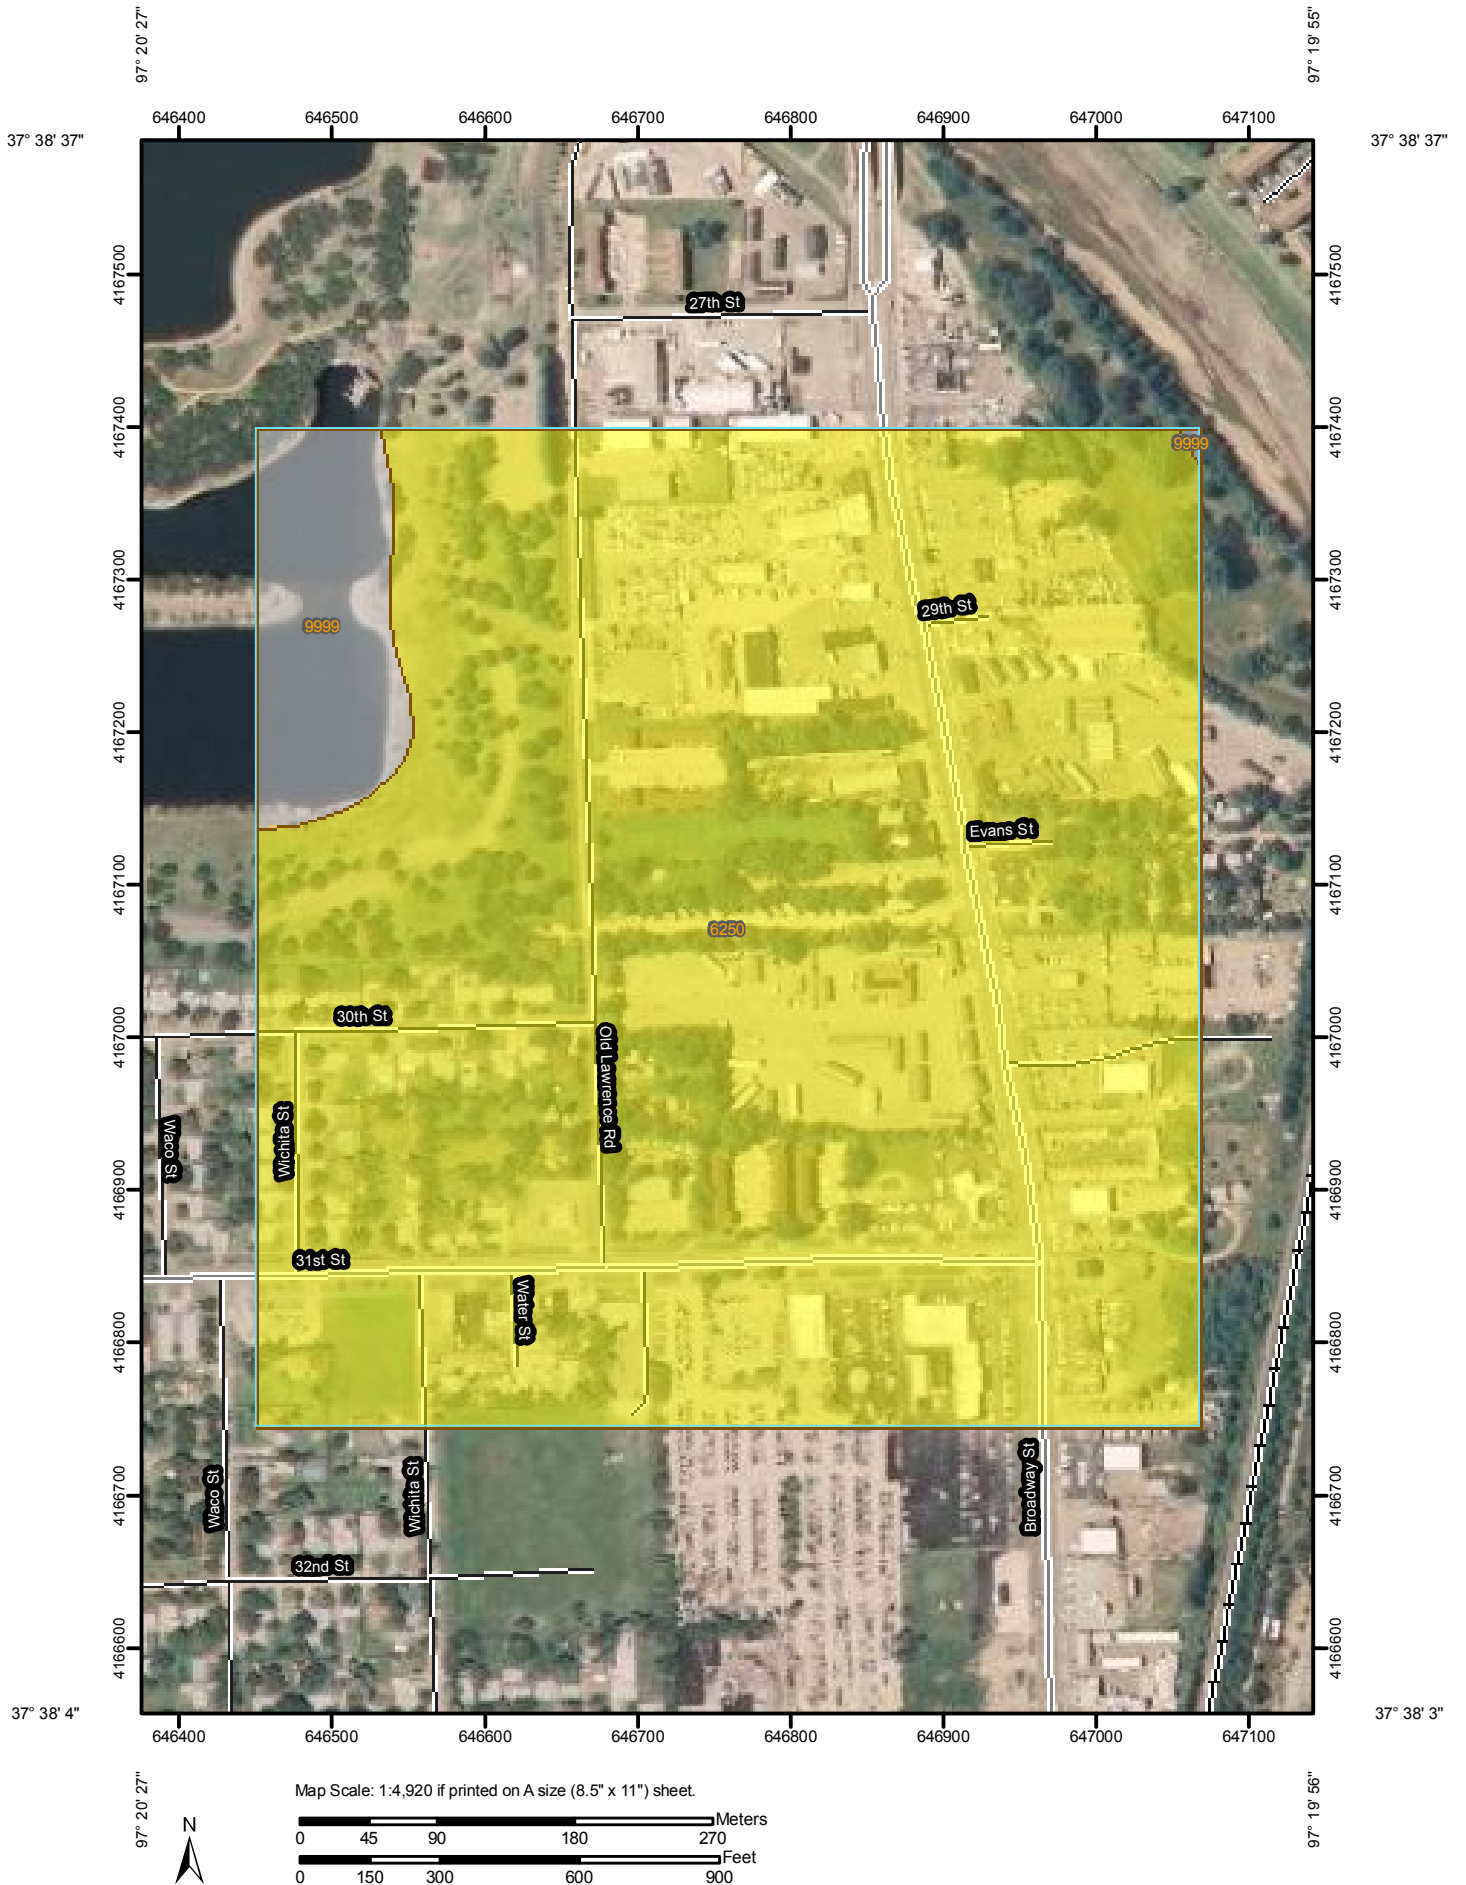 97° 20' 27"
97° 19' 55"
646400 646500 646600 646700 646800 646900 647000 647100
37° 38' 37"
37° 38' 37"
4167500
4167500
27th St
4167400
4167400
9999
4167300
4167300
29th St
9999
4167200
4167200
Evans St
4167100
4167100
6250
30th St
4167000
4167000
Old Lawrence Rd
Waco St
Wichita St
4166900
4166900
31st St
Water St
4166800
4166800
Waco St
Wichita St
Broadway St
4166700
4166700
32nd St
4166600
4166600
37° 38' 4"
37° 38' 3"
646400 646500 646600 646700 646800 646900 647000 647100
97° 20' 27"
97° 19' 56"
Map Scale: 1:4,920 if printed on A size (8.5" x 11") sheet.
N
Meters
0 45 90 180 270
Feet
0 150 300 600 900